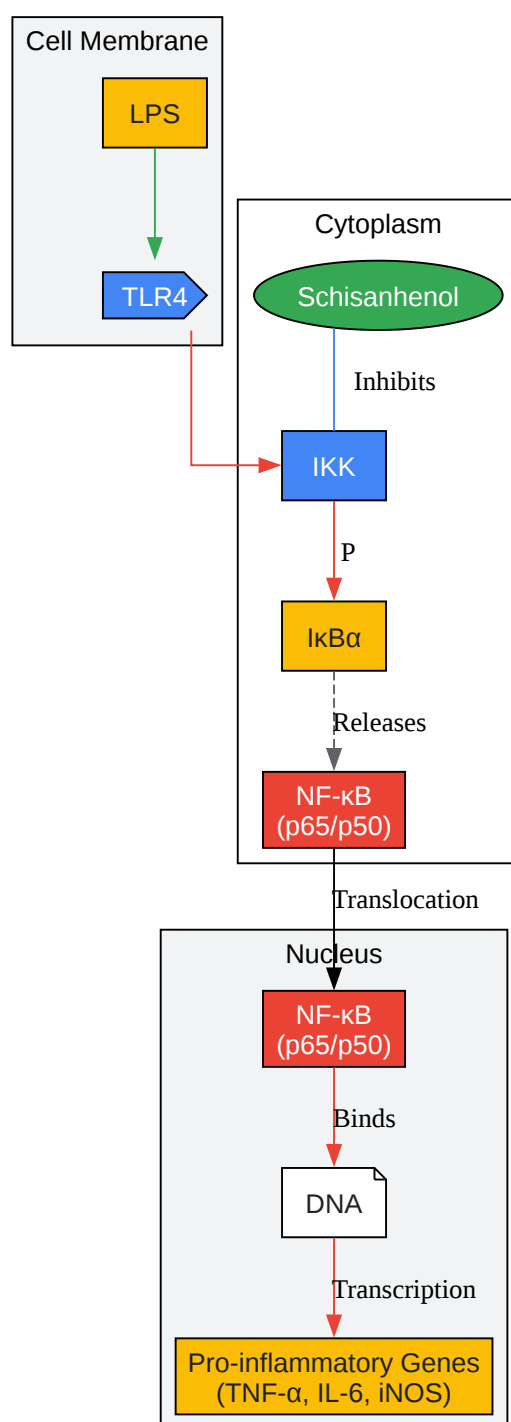 Cell Membrane
LPS
TLR4
Cytoplasm
Schisanhenol
Inhibits
IKK
P
IκBα
Releases
NF-κB
(p65/p50)
Translocation
Nucleus
NF-κB
(p65/p50)
Binds
DNA
Transcription
Pro-inflammatory Genes
(TNF-α, IL-6, iNOS)